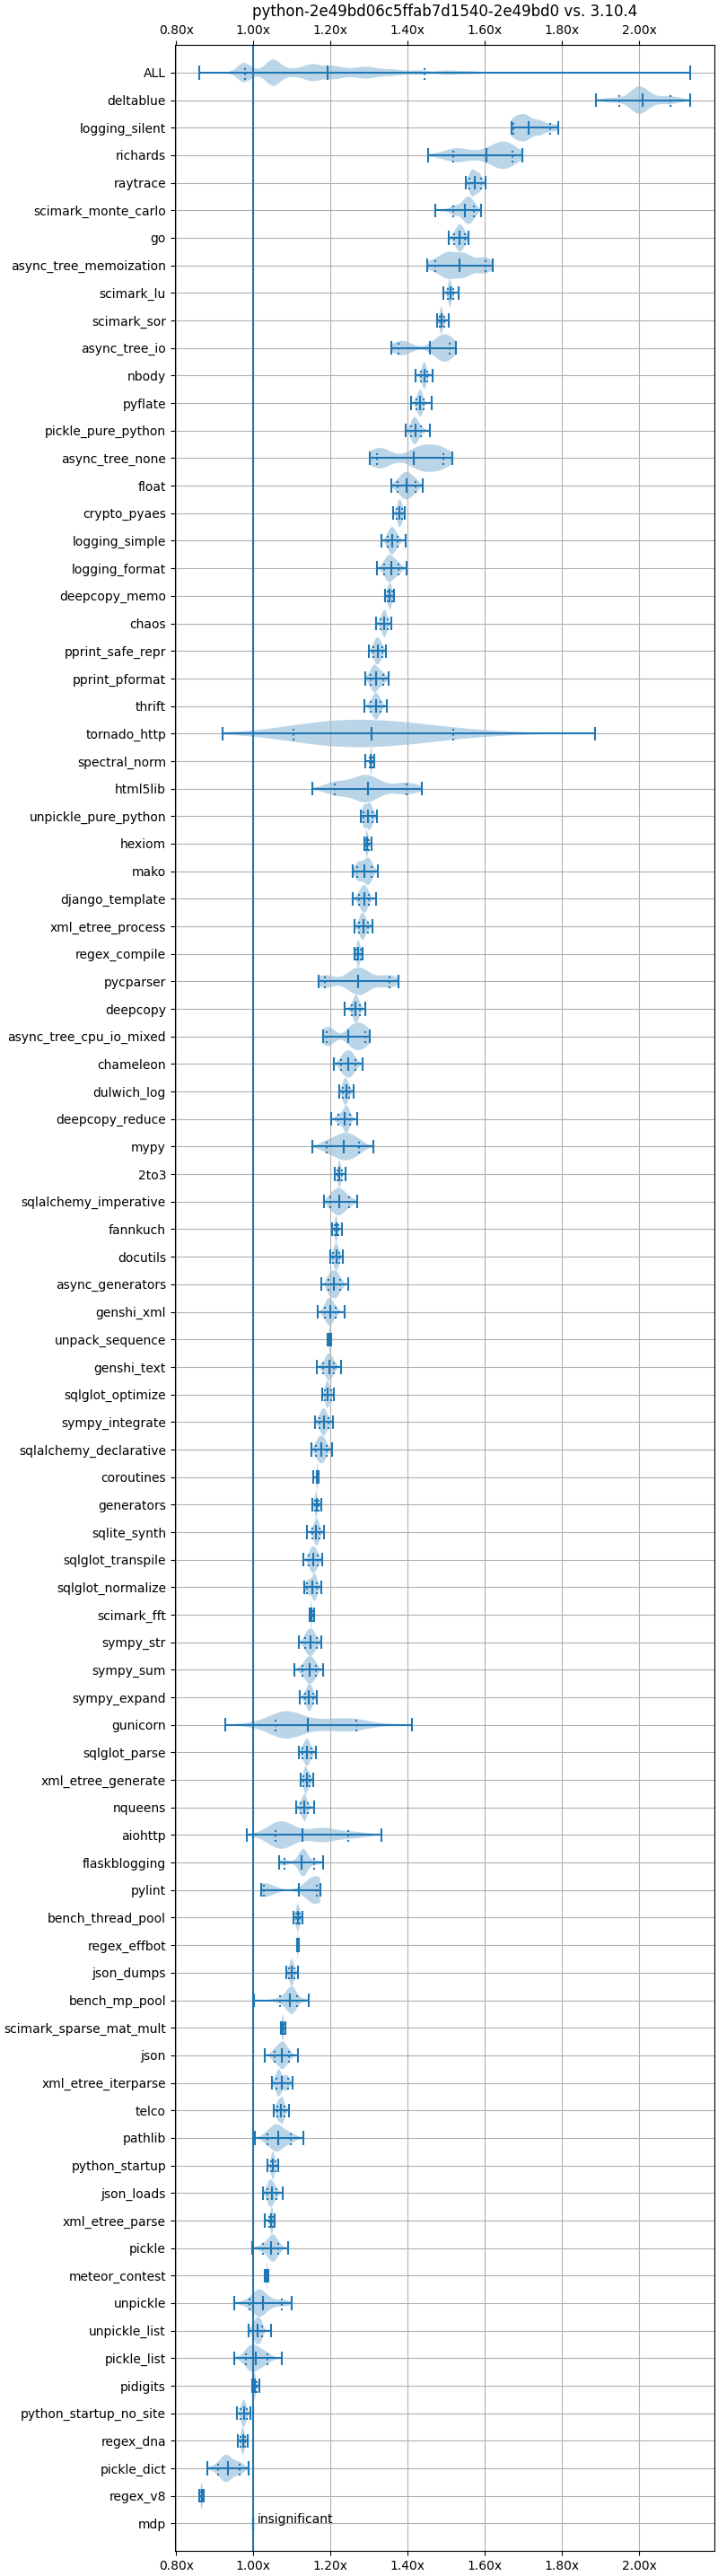 python-2e49bd06c5ffab7d1540-2e49bd0 vs. 3.10.4
0.80x 1.00x 1.20x 1.40x 1.60x 1.80x 2.00x
ALL
deltablue
logging_silent
richards
raytrace
scimark_monte_carlo
go
async_tree_memoization
scimark_lu
scimark_sor
async_tree_io
nbody
pyflate
pickle_pure_python
async_tree_none
float
crypto_pyaes
logging_simple
logging_format
deepcopy_memo
chaos
pprint_safe_repr
pprint_pformat
thrift
tornado_http
spectral_norm
html5lib
unpickle_pure_python
hexiom
mako
django_template
xml_etree_process
regex_compile
pycparser
deepcopy
async_tree_cpu_io_mixed
chameleon
dulwich_log
deepcopy_reduce
mypy
2to3
sqlalchemy_imperative
fannkuch
docutils
async_generators
genshi_xml
unpack_sequence
genshi_text
sqlglot_optimize
sympy_integrate
sqlalchemy_declarative
coroutines
generators
sqlite_synth
sqlglot_transpile
sqlglot_normalize
scimark_fft
sympy_str
sympy_sum
sympy_expand
gunicorn
sqlglot_parse
xml_etree_generate
nqueens
aiohttp
flaskblogging
pylint
bench_thread_pool
regex_effbot
json_dumps
bench_mp_pool
scimark_sparse_mat_mult
json
xml_etree_iterparse
telco
pathlib
python_startup
json_loads
xml_etree_parse
pickle
meteor_contest
unpickle
unpickle_list
pickle_list
pidigits
python_startup_no_site
regex_dna
pickle_dict
regex_v8
mdp insignificant
0.80x 1.00x 1.20x 1.40x 1.60x 1.80x 2.00x